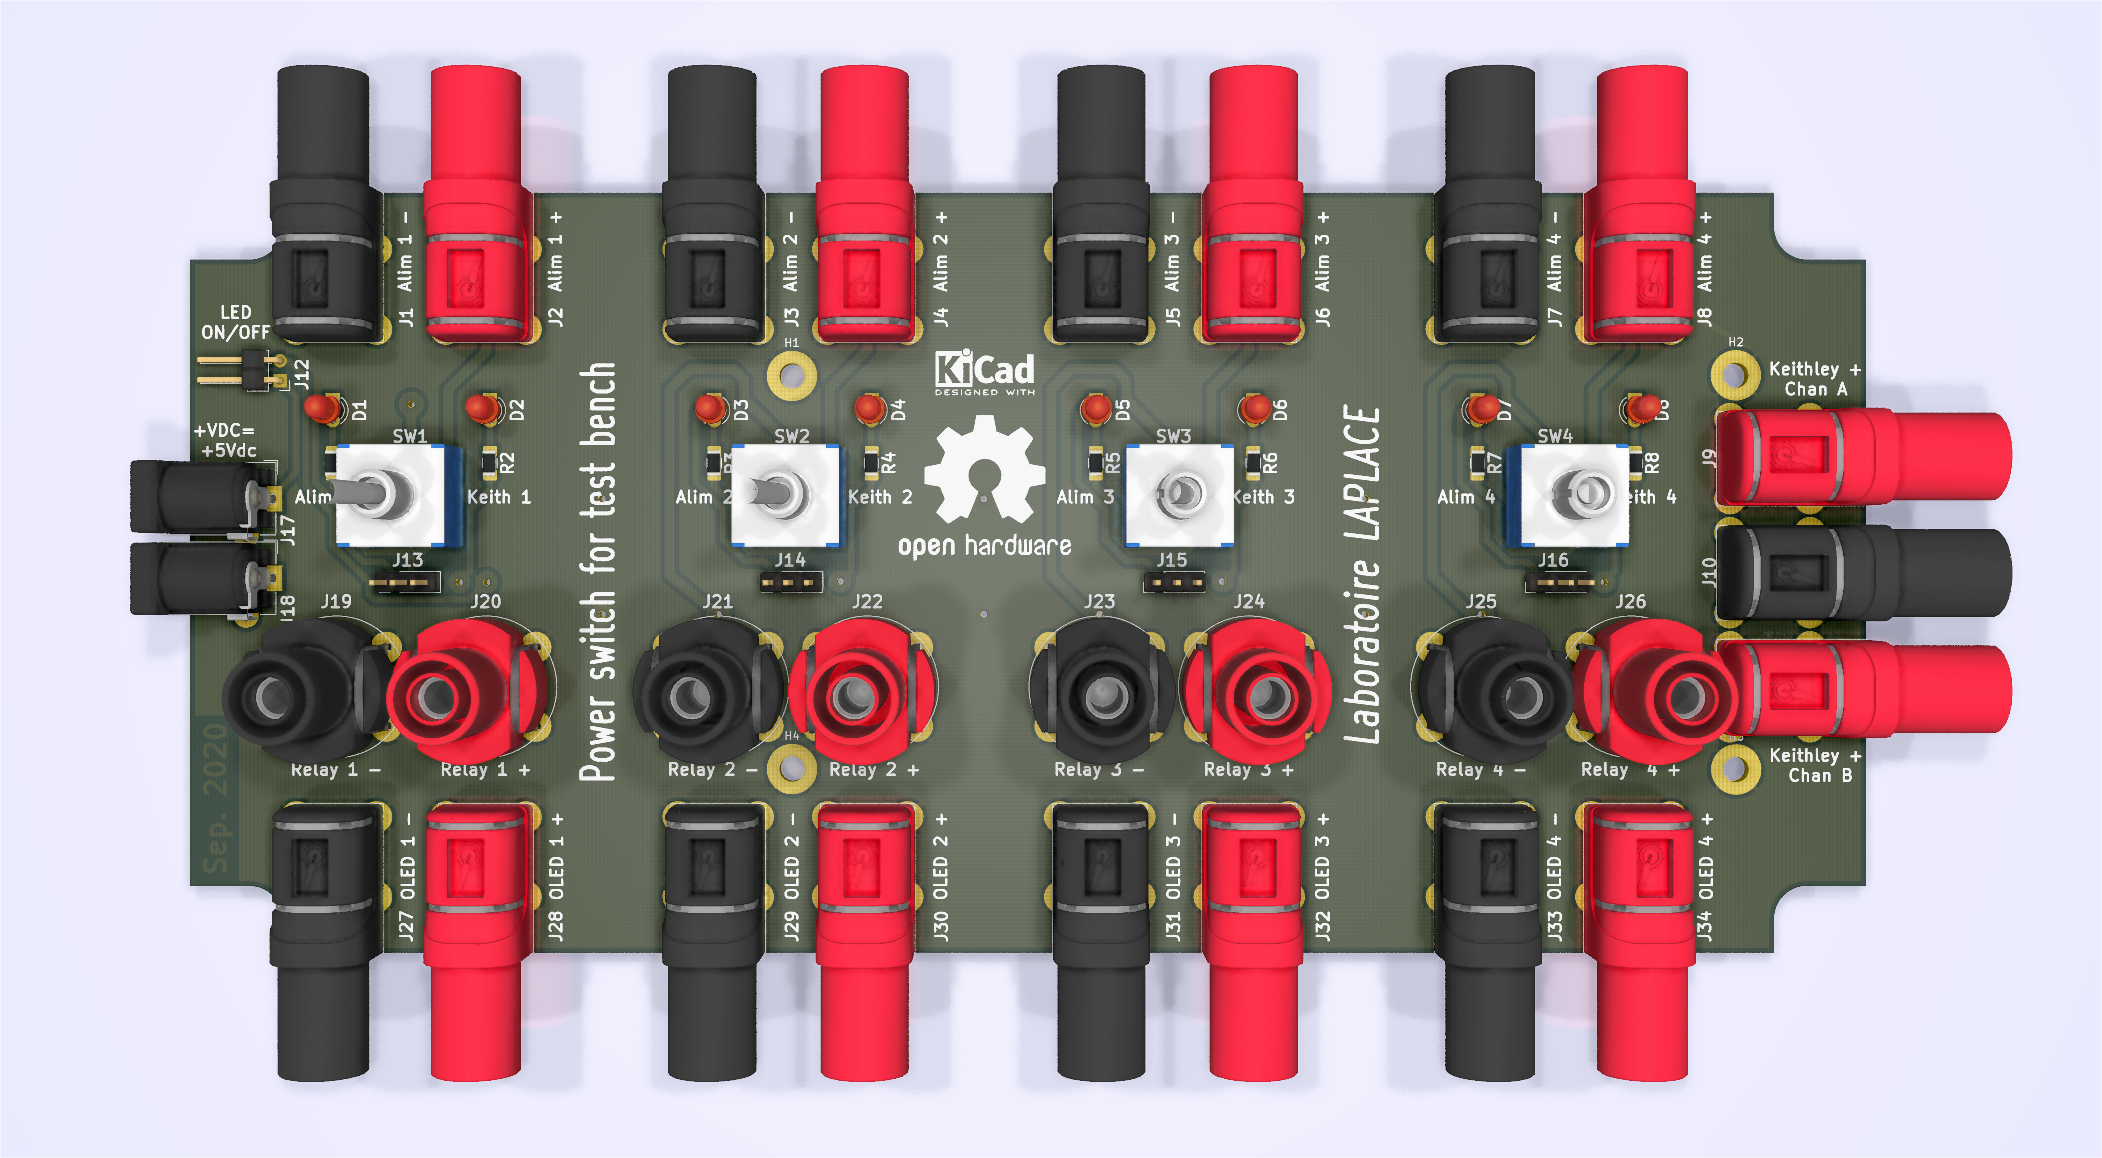 J1 Alim 1 -
J2 Alim 1 +
J3 Alim 2 -
J4 Alim 2 +
J5 Alim 3 -
J6 Alim 3 +
J7 Alim 4 -
J8 Alim 4 +
LED
ON/OFF
J12
H1
H2
KiCad
DESIGNED WITH
Keithley +
Chan A
D1
D2
D3
D4
D5
D6
D7
D8
+VDC=
+5Vdc
SW1
SW2
SW3
SW4
R2
R3
R4
R5
R6
R7
R8
J9
Alim
Keith 1
Alim 2
Keith 2
Alim 3
Keith 3
Alim 4
eith 4
J17
open hardware
Power switch for test bench
Laboratoire LAPLACE
J13
J14
J15
J16
J10
J18
J19
J20
J21
J22
J23
J24
J25
J26
H4
Relay 1 -
Relay 1 +
Relay 2 -
Relay 2 +
Relay 3 -
Relay 3 +
Relay 4 -
Relay 4 +
Keithley +
Chan B
Sep. 2020
J27 OLED 1 -
J28 OLED 1 +
J29 OLED 2 -
J30 OLED 2 +
J31 OLED 3 -
J32 OLED 3 +
J33 OLED 4 -
J34 OLED 4 +